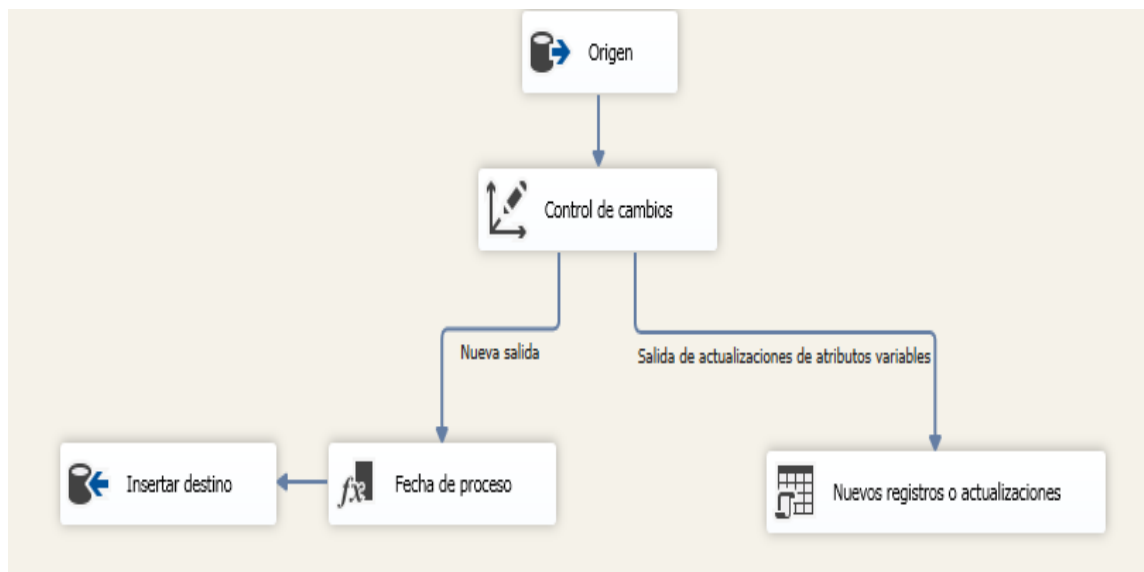 Origen
Control de cambios
Nueva salida
Salida de actualizaciones de atributos variables
Insertar destino
Fecha de proceso
Nuevos registros o actualizaciones